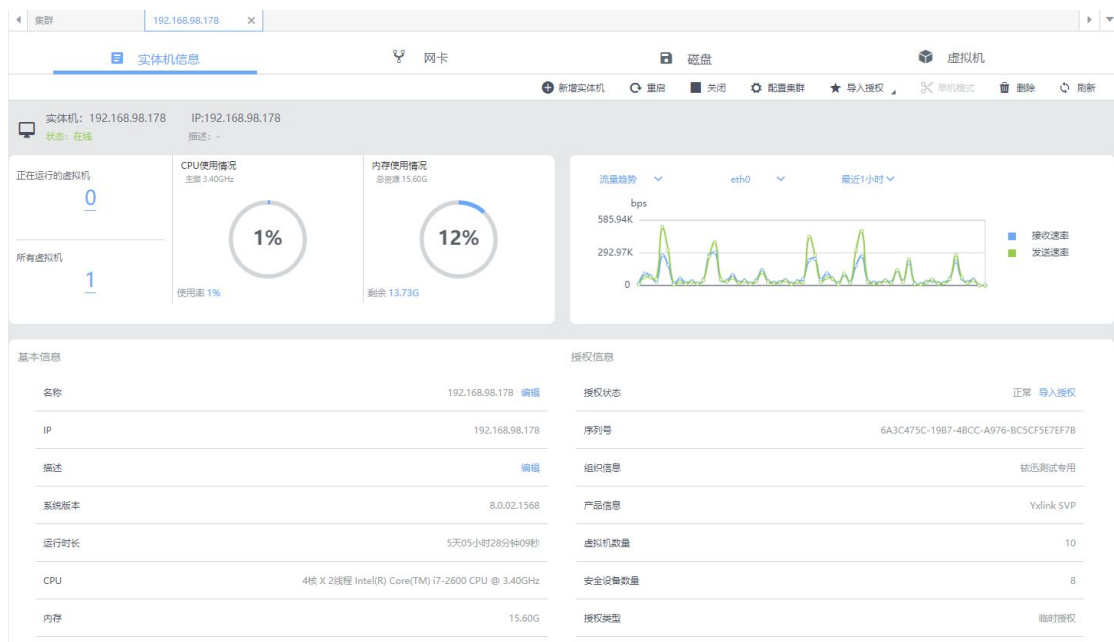 集群
192.168.98.178
实体机信息
网卡
磁盘
虚拟机
新增实体机 重启 关闭 配置集群 导入授权 单机模式 删除 刷新
实体机：192.168.98.178 IP:192.168.98.178
状态：在线 描述：-
正在运行的虚拟机
0
所有虚拟机
1
CPU使用情况
主频 3.40GHz
1%
使用率 1%
内存使用情况
总资源 15.60G
12%
剩余 13.73G
流量趋势 eth0 最近1小时
bps
585.94K
292.97K
0
接收速率
发送速率
基本信息
名称 192.168.98.178 编辑
IP 192.168.98.178
描述 编辑
系统版本 8.0.02.1568
运行时长 5天05小时28分钟09秒
CPU 4核 X 2线程 Intel(R) Core(TM) i7-2600 CPU @ 3.40GHz
内存 15.60G
授权信息
授权状态 正常 导入授权
序列号 6A3C475C-19B7-4BCC-A976-BC5CF5E7EF7B
组织信息 铱迅测试专用
产品信息 Yxlink SVP
虚拟机数量 10
安全设备数量 8
授权类型 临时授权